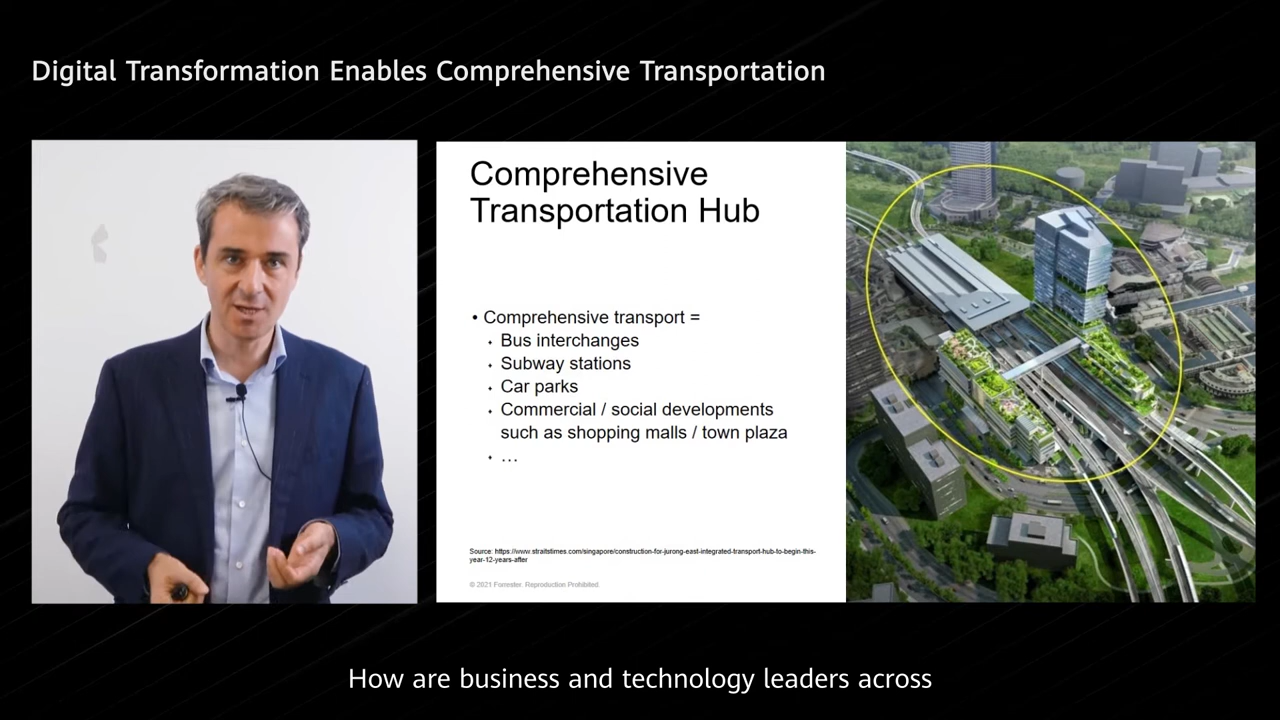 Digital Transformation Enables Comprehensive Transportation
Comprehensive
Transportation Hub
• Comprehensive transport =
Bus interchanges
Subway stations
Car parks
Commercial / social developments
such as shopping malls / town plaza
…
Source: https://www.straitstimes.com/singapore/construction-for-jurong-east-integrated-transport-hub-to-begin-this-
year-12-years-after
© 2021 Forrester. Reproduction Prohibited.
How are business and technology leaders across